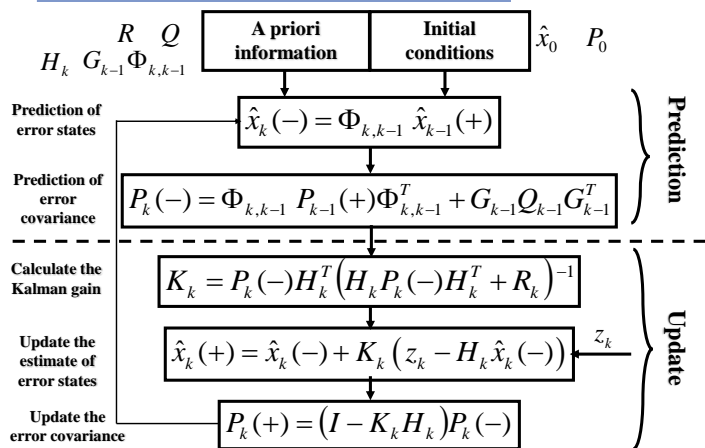 R Q
H_k G_{k-1} Φ_{k,k-1}
A priori
information
Initial
conditions
x̂_0 P_0
Prediction of
error states
x̂_k(−) = Φ_{k,k-1} x̂_{k-1}(+)
Prediction of
error
covariance
P_k(−) = Φ_{k,k-1} P_{k-1}(+)Φ^T_{k,k-1} + G_{k-1}Q_{k-1}G^T_{k-1}
Prediction
Calculate the
Kalman gain
K_k = P_k(−)H_k^T(H_k P_k(−)H_k^T + R_k)^{−1}
Update the
estimate of
error states
x̂_k(+) = x̂_k(−) + K_k(z_k − H_k x̂_k(−))
z_k
Update the
error covariance
P_k(+) = (I − K_k H_k)P_k(−)
Update